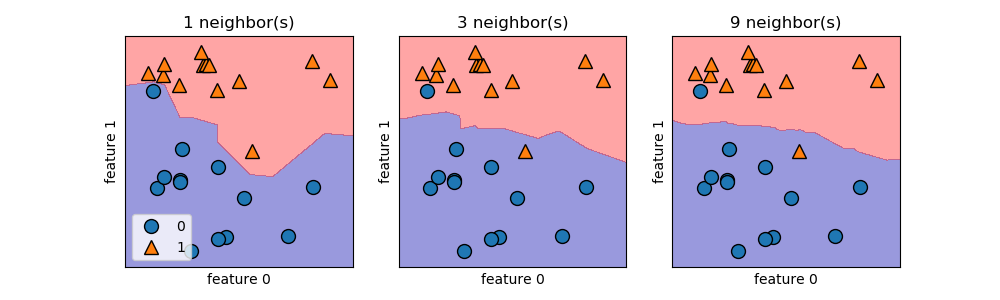 1 neighbor(s)
3 neighbor(s)
9 neighbor(s)
feature 1
feature 1
feature 1
0
1
feature 0
feature 0
feature 0